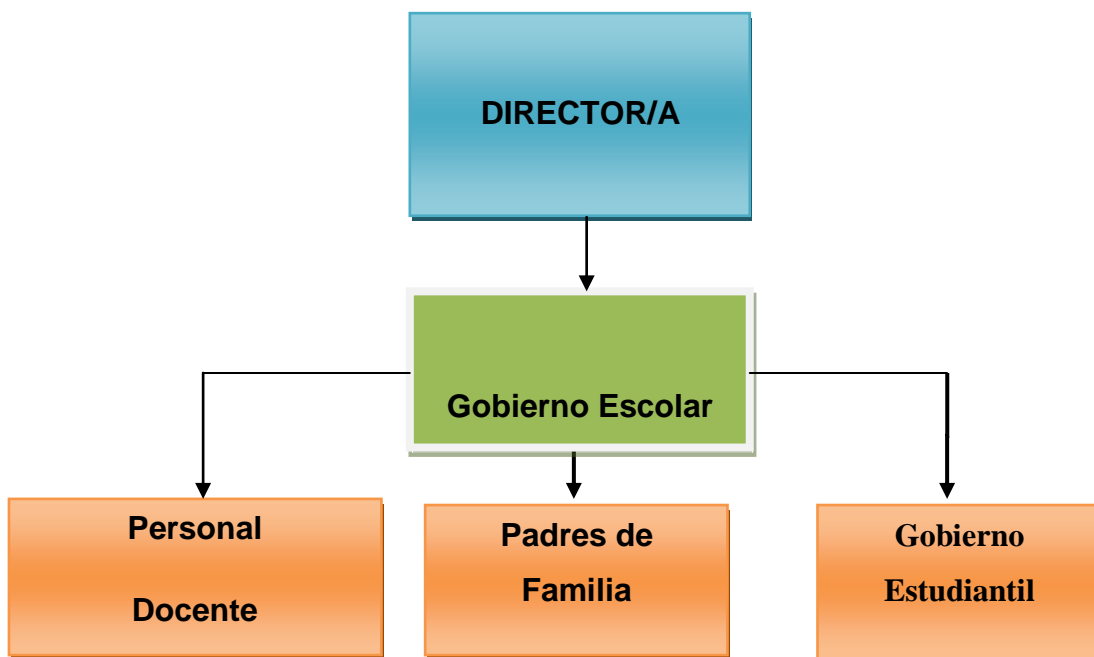 DIRECTOR/A
Gobierno Escolar
Personal
Docente
Padres de
Familia
Gobierno
Estudiantil